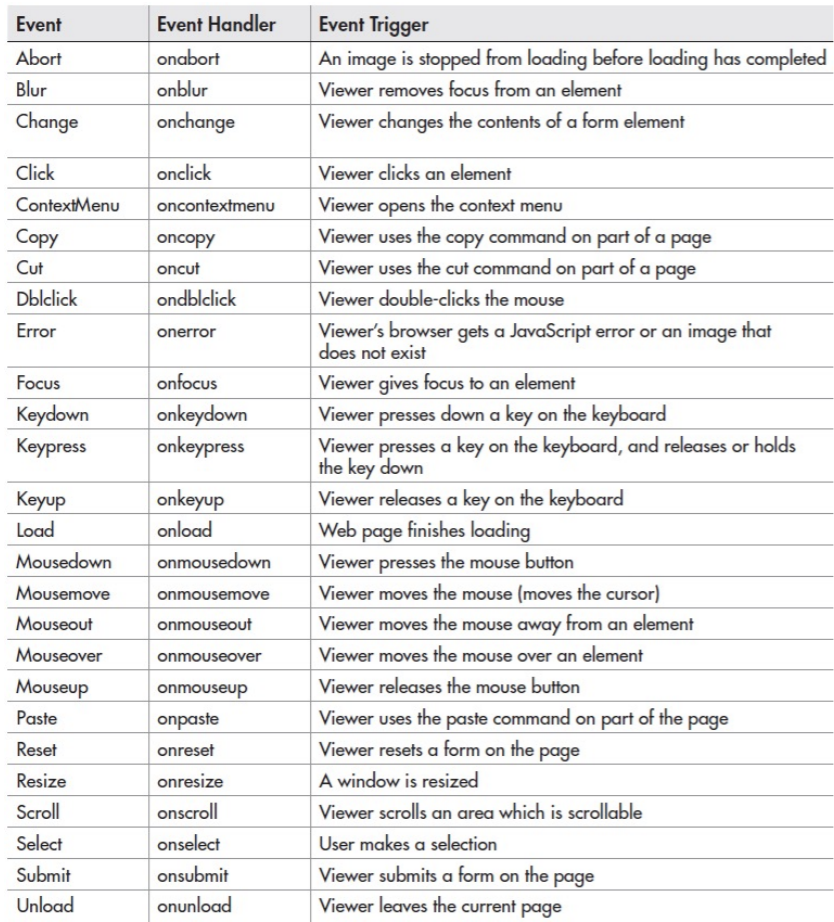 Event Event Handler Event Trigger
Abort onabort An image is stopped from loading before loading has completed
Blur onblur Viewer removes focus from an element
Change onchange Viewer changes the contents of a form element
Click onclick Viewer clicks an element
ContextMenu oncontextmenu Viewer opens the context menu
Copy oncopy Viewer uses the copy command on part of a page
Cut oncut Viewer uses the cut command on part of a page
Dblclick ondblclick Viewer double-clicks the mouse
Error onerror Viewer's browser gets a JavaScript error or an image that
does not exist
Focus onfocus Viewer gives focus to an element
Keydown onkeydown Viewer presses down a key on the keyboard
Keypress onkeypress Viewer presses a key on the keyboard, and releases or holds
the key down
Keyup onkeyup Viewer releases a key on the keyboard
Load onload Web page finishes loading
Mousedown onmousedown Viewer presses the mouse button
Mousemove onmousemove Viewer moves the mouse (moves the cursor)
Mouseout onmouseout Viewer moves the mouse away from an element
Mouseover onmouseover Viewer moves the mouse over an element
Mouseup onmouseup Viewer releases the mouse button
Paste onpaste Viewer uses the paste command on part of the page
Reset onreset Viewer resets a form on the page
Resize onresize A window is resized
Scroll onscroll Viewer scrolls an area which is scrollable
Select onselect User makes a selection
Submit onsubmit Viewer submits a form on the page
Unload onunload Viewer leaves the current page